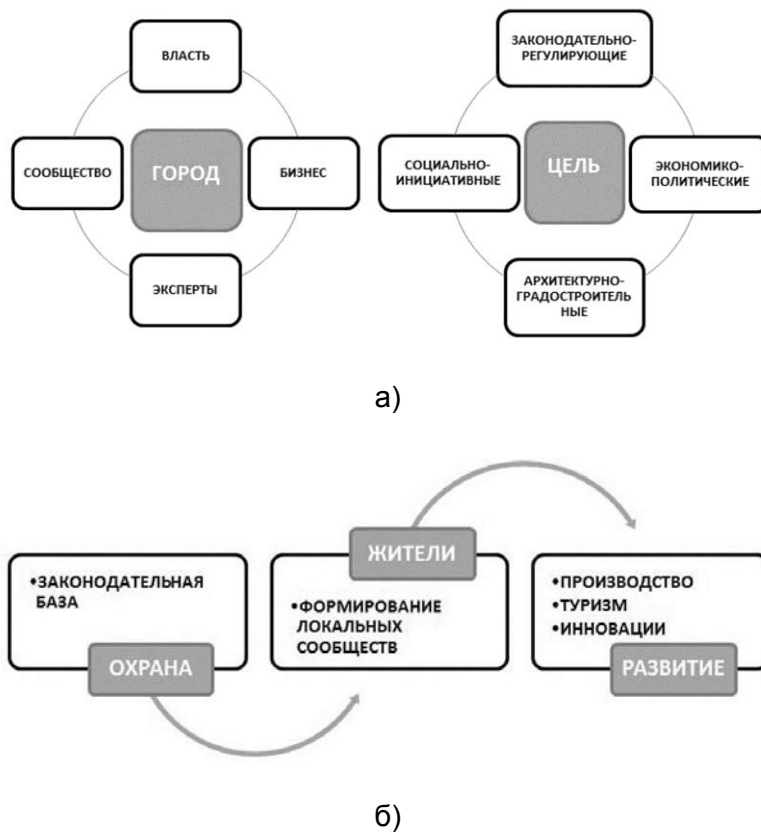 ВЛАСТЬ
СООБЩЕСТВО
ГОРОД
БИЗНЕС
ЭКСПЕРТЫ
ЗАКОНОДАТЕЛЬНО-
РЕГУЛИРУЮЩИЕ
СОЦИАЛЬНО-
ИНИЦИАТИВНЫЕ
ЦЕЛЬ
ЭКОНОМИКО-
ПОЛИТИЧЕСКИЕ
АРХИТЕКТУРНО-
ГРАДОСТРОИТЕЛЬ
НЫЕ
а)
•ЗАКОНОДАТЕЛЬНАЯ
БАЗА
ОХРАНА
ЖИТЕЛИ
•ФОРМИРОВАНИЕ
ЛОКАЛЬНЫХ
СООБЩЕСТВ
•ПРОИЗВОДСТВО
•ТУРИЗМ
•ИННОВАЦИИ
РАЗВИТИЕ
б)